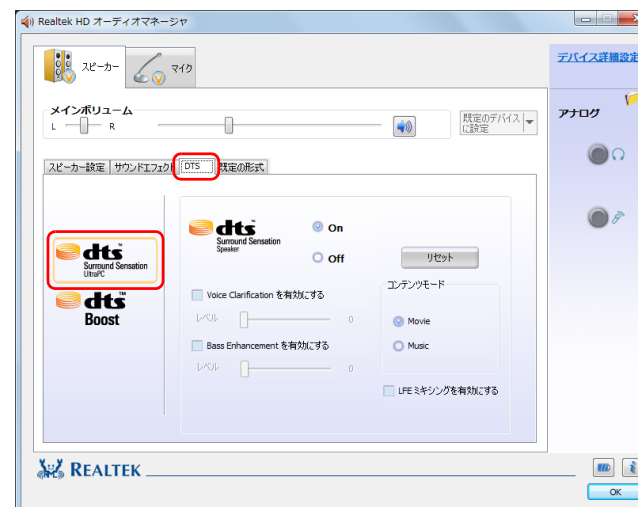 Realtek HD オーディオマネージャ
スピーカー
マイク
デバイス詳細設定
メインボリューム
L R
既定のデバイス
に設定
アナログ
スピーカー設定 サウンドエフェクト DTS 既定の形式
dts
Surround Sensation
UltraPC
dts
Boost
dts
Surround Sensation
Speaker
On
Off
リセット
Voice Clarification を有効にする
レベル 0
Bass Enhancement を有効にする
レベル 0
コンテンツモード
Movie
Music
LFE ミキシングを有効にする
REALTEK
OK